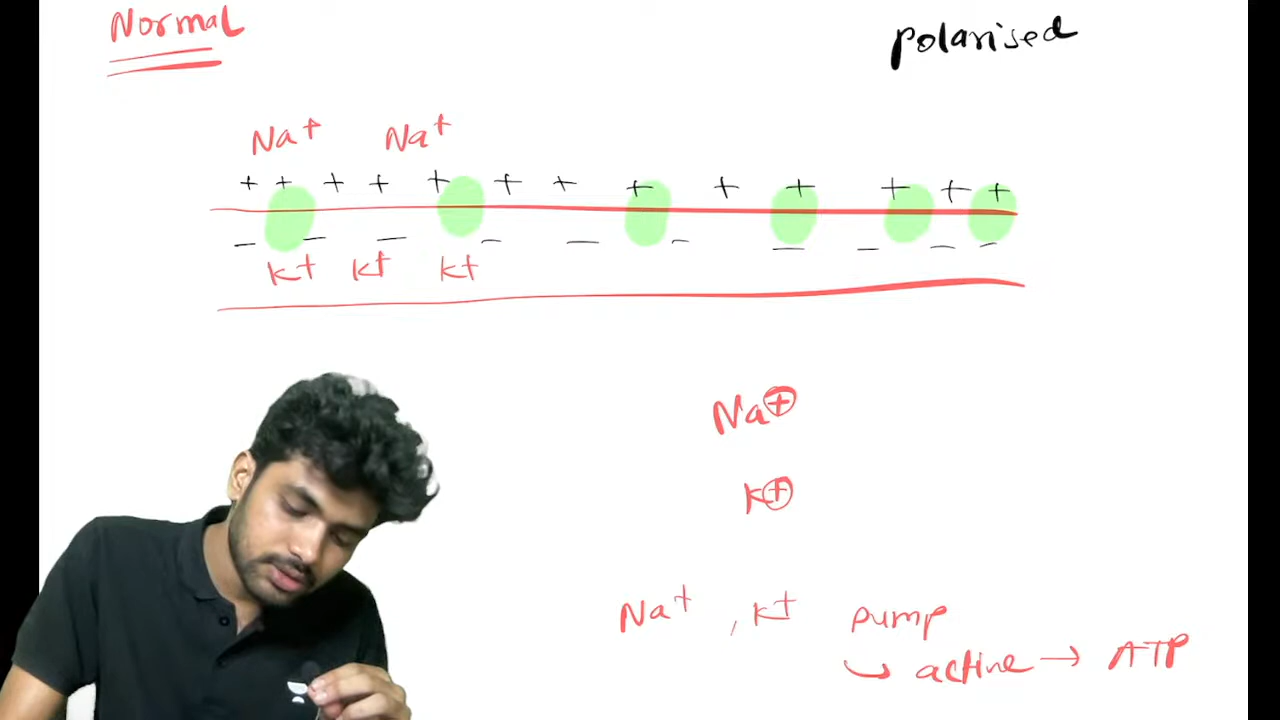 Normal
polarised
Na+ Na+
+ + + + + + + + + + + + +
− − − − − − − − − −
K+ K+ K+
Na⊕
K⊕
Na+, K+ pump
↳ active → ATP